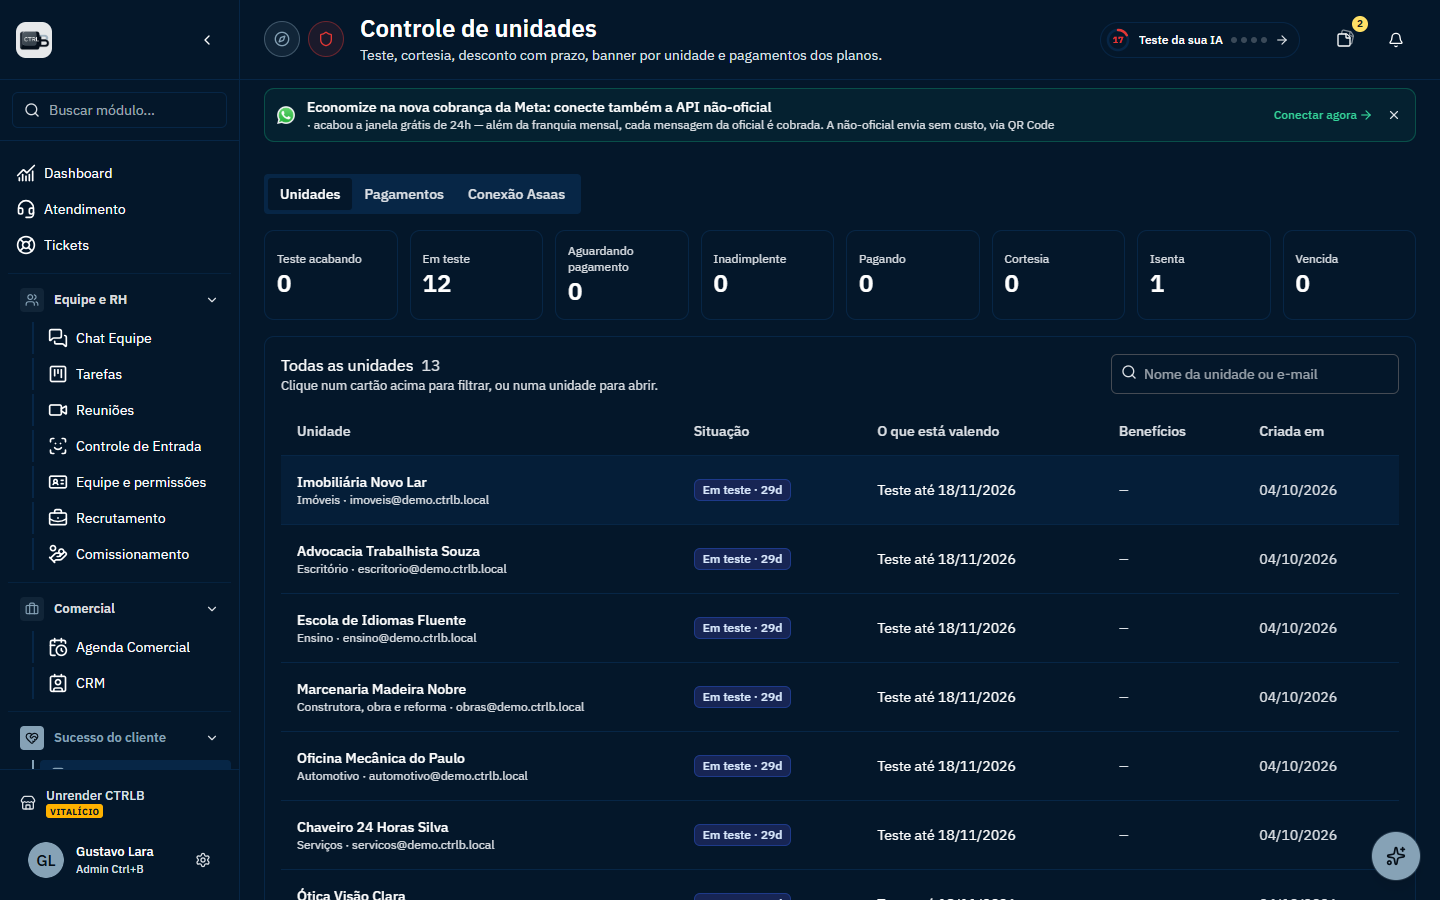 CTRL B
Controle de unidades
Teste, cortesia, desconto com prazo, banner por unidade e pagamentos dos planos.
17
Teste da sua IA
2
Buscar módulo...
Economize na nova cobrança da Meta: conecte também a API não-oficial
· acabou a janela grátis de 24h — além da franquia mensal, cada mensagem da oficial é cobrada. A não-oficial envia sem custo, via QR Code
Conectar agora →
Dashboard
Atendimento
Tickets
Equipe e RH
Chat Equipe
Tarefas
Reuniões
Controle de Entrada
Equipe e permissões
Recrutamento
Comissionamento
Comercial
Agenda Comercial
CRM
Sucesso do cliente
Unrender CTRLB
VITALÍCIO
GL
Gustavo Lara
Admin Ctrl+B
Unidades
Pagamentos
Conexão Asaas
Teste acabando
0
Em teste
12
Aguardando
pagamento
0
Inadimplente
0
Pagando
0
Cortesia
0
Isenta
1
Vencida
0
Todas as unidades 13
Clique num cartão acima para filtrar, ou numa unidade para abrir.
Nome da unidade ou e-mail
Unidade Situação O que está valendo Benefícios Criada em
Imobiliária Novo Lar
Imóveis · imoveis@demo.ctrlb.local
Em teste · 29d Teste até 18/11/2026 — 04/10/2026
Advocacia Trabalhista Souza
Escritório · escritorio@demo.ctrlb.local
Em teste · 29d Teste até 18/11/2026 — 04/10/2026
Escola de Idiomas Fluente
Ensino · ensino@demo.ctrlb.local
Em teste · 29d Teste até 18/11/2026 — 04/10/2026
Marcenaria Madeira Nobre
Construtora, obra e reforma · obras@demo.ctrlb.local
Em teste · 29d Teste até 18/11/2026 — 04/10/2026
Oficina Mecânica do Paulo
Automotivo · automotivo@demo.ctrlb.local
Em teste · 29d Teste até 18/11/2026 — 04/10/2026
Chaveiro 24 Horas Silva
Serviços · servicos@demo.ctrlb.local
Em teste · 29d Teste até 18/11/2026 — 04/10/2026
Ótica Visão Clara